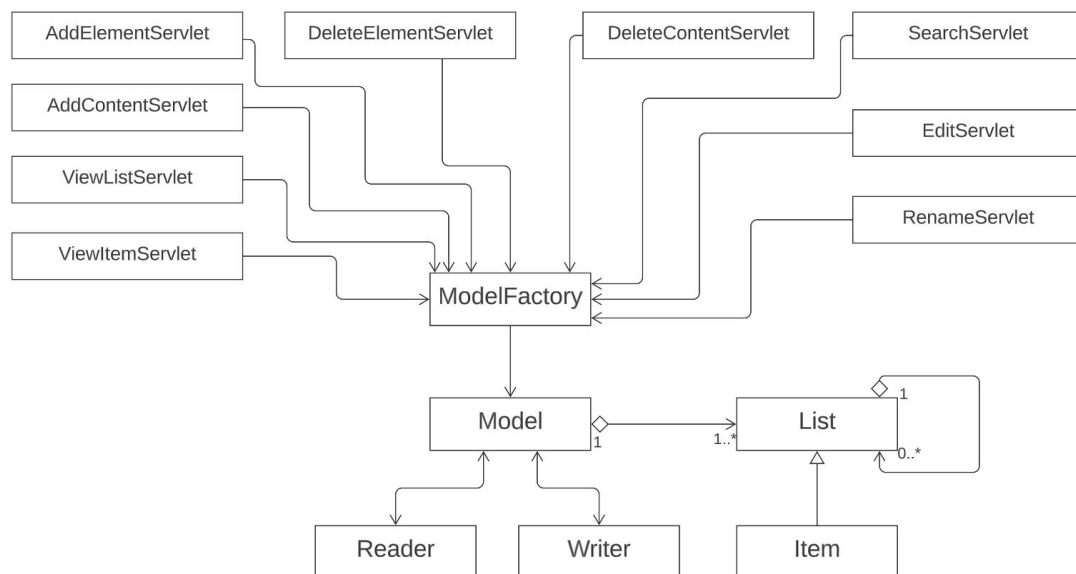 AddElementServlet
DeleteElementServlet
DeleteContentServlet
SearchServlet
AddContentServlet
EditServlet
ViewListServlet
RenameServlet
ViewItemServlet
ModelFactory
Model
1
1..*
List
1
0..*
Reader
Writer
Item